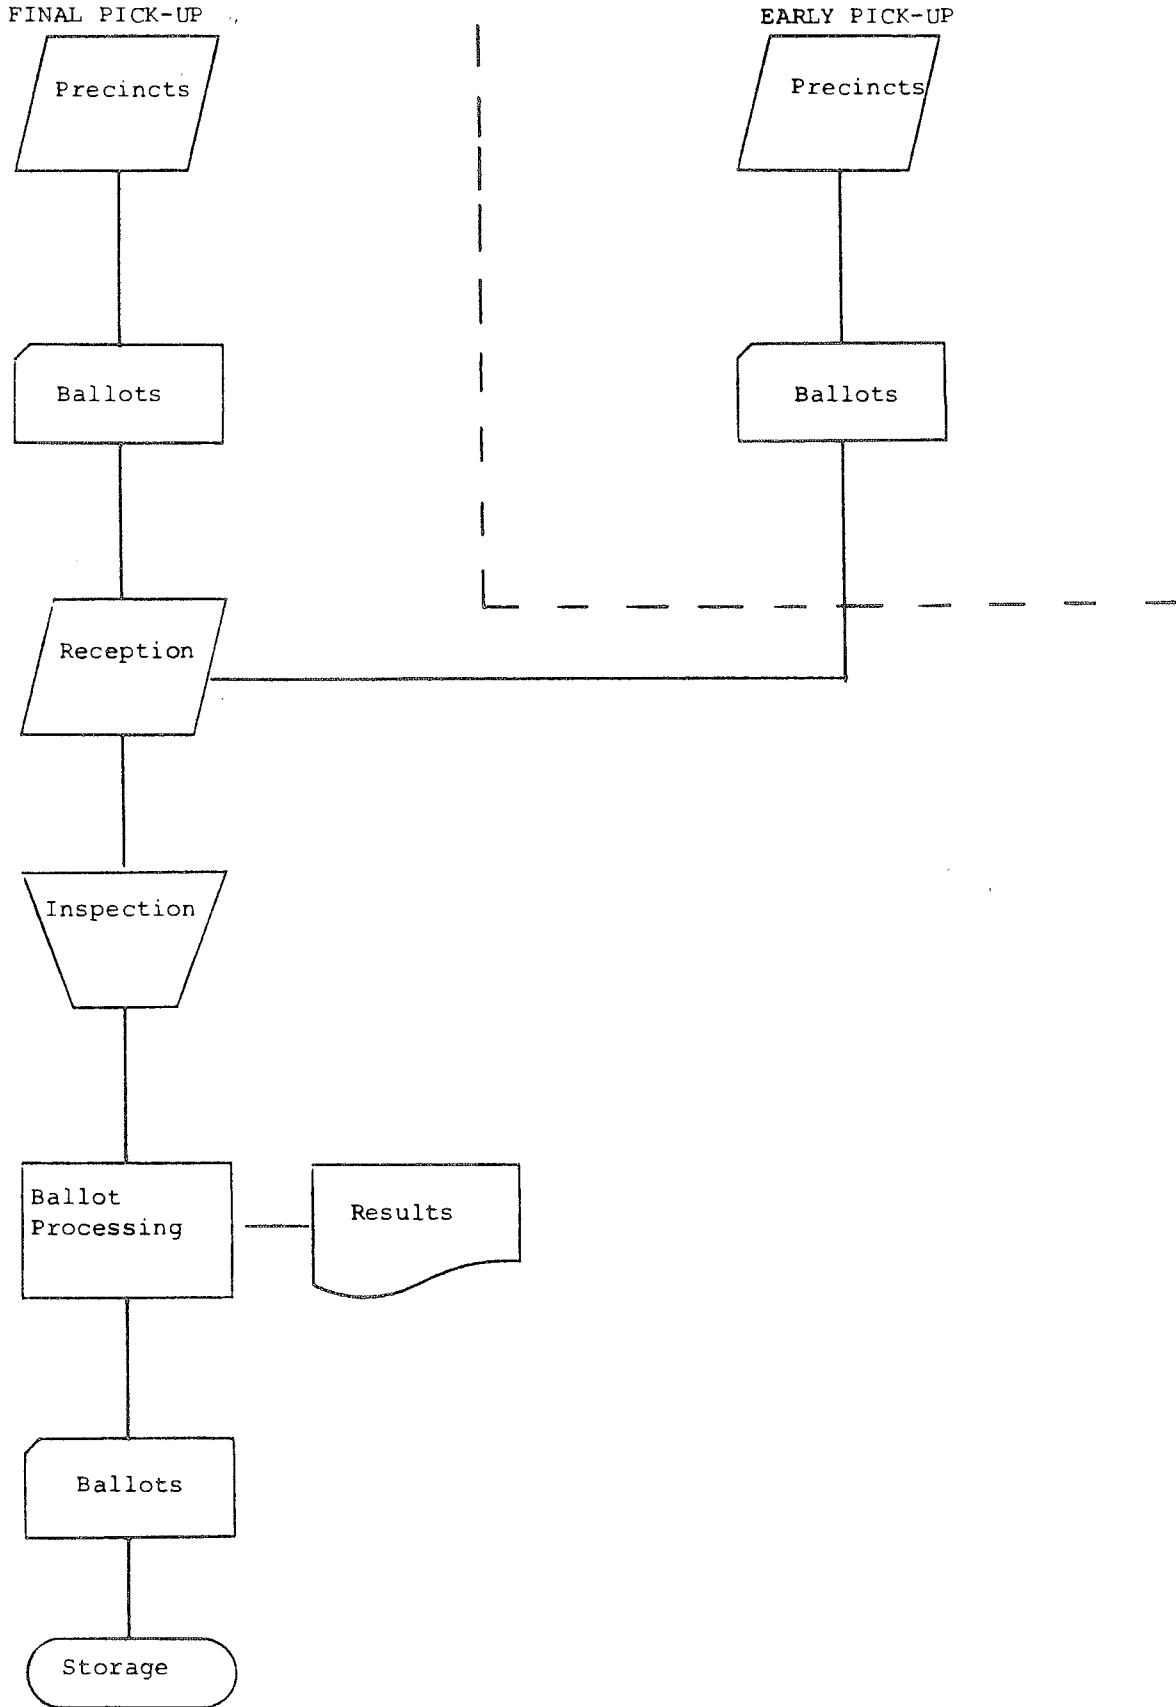 FINAL PICK-UP
EARLY PICK-UP
Precincts
Precincts
Ballots
Ballots
Reception
Inspection
Ballot
Processing
Results
Ballots
Storage